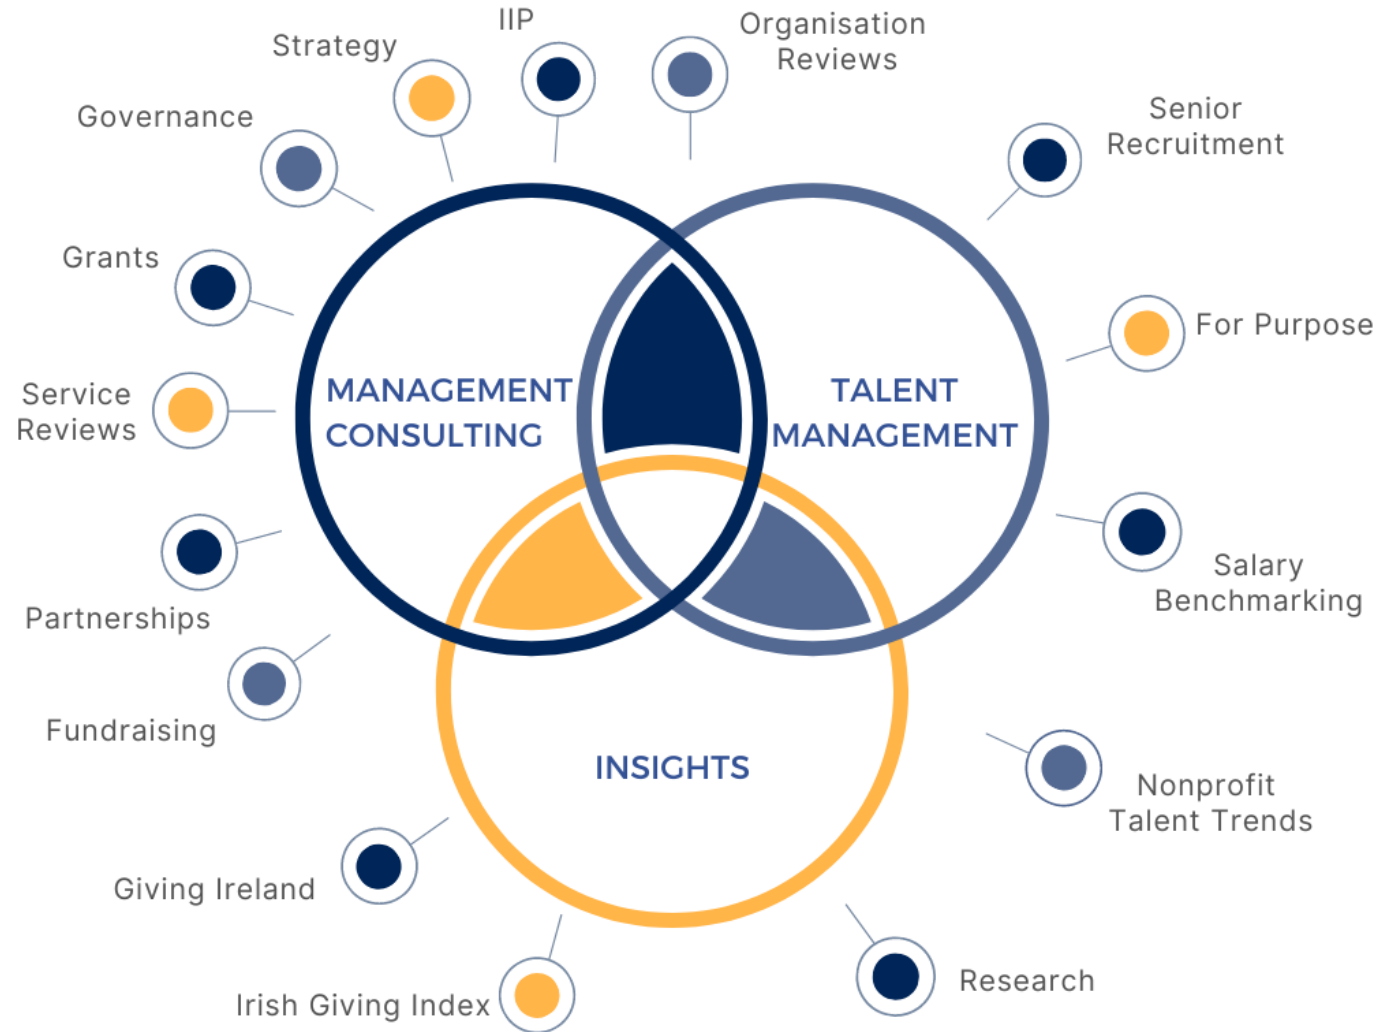 IIP
Organisation
Reviews
Strategy
Governance
Senior
Recruitment
Grants
For Purpose
Service
Reviews
MANAGEMENT
CONSULTING
TALENT
MANAGEMENT
Salary
Benchmarking
Partnerships
Fundraising
INSIGHTS
Nonprofit
Talent Trends
Giving Ireland
Irish Giving Index
Research